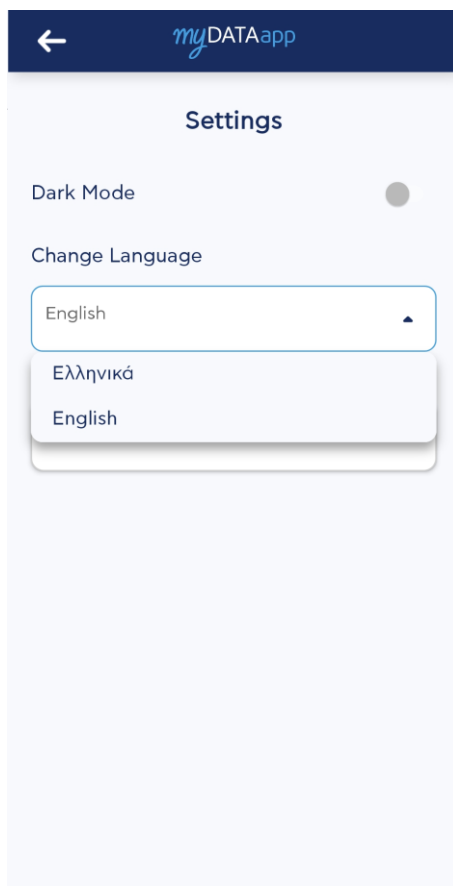 myDATAapp
Settings
Dark Mode
Change Language
English
Ελληνικά
English